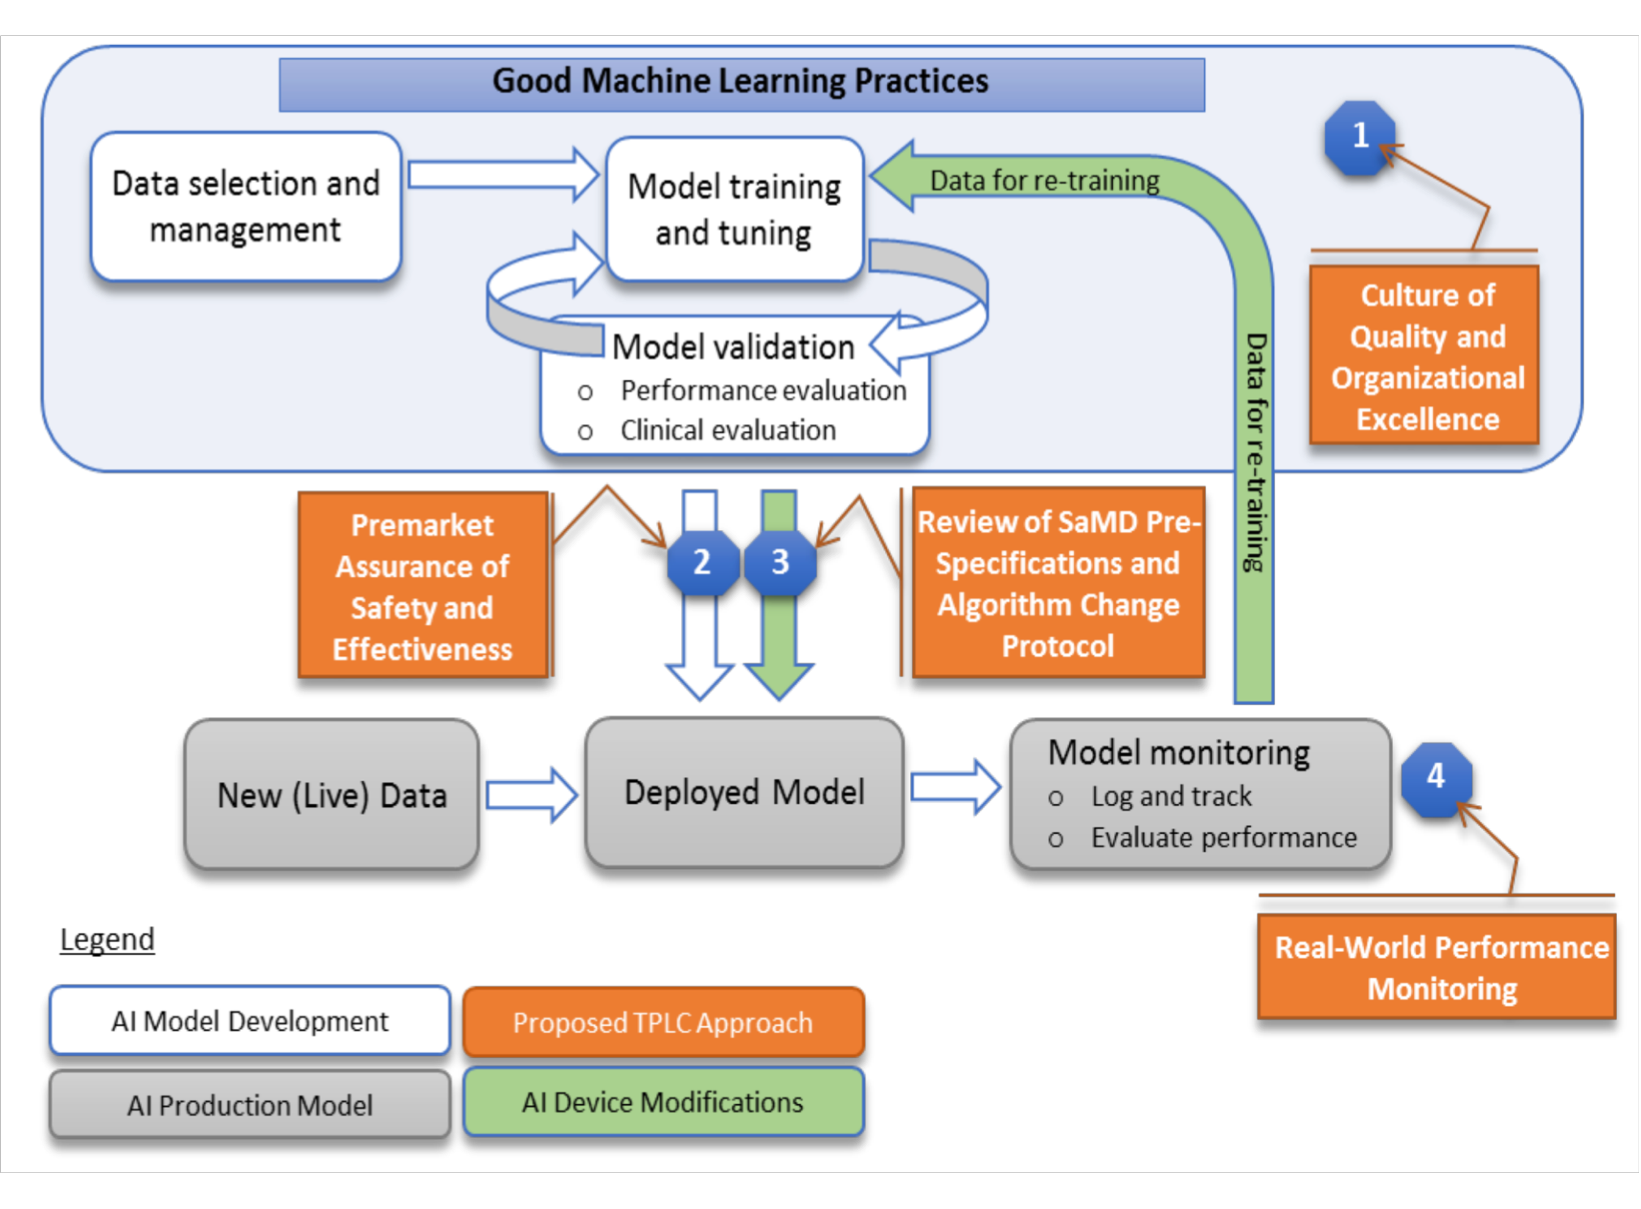 Good Machine Learning Practices
1
Data selection and
management
Model training
and tuning
Data for re-training
Culture of
Quality and
Organizational
Excellence
Model validation
o Performance evaluation
o Clinical evaluation
Data for re-training
Premarket
Assurance of
Safety and
Effectiveness
2
3
Review of SaMD Pre-
Specifications and
Algorithm Change
Protocol
New (Live) Data
Deployed Model
Model monitoring
o Log and track
o Evaluate performance
4
Real-World Performance
Monitoring
Legend
AI Model Development
Proposed TPLC Approach
AI Production Model
AI Device Modifications